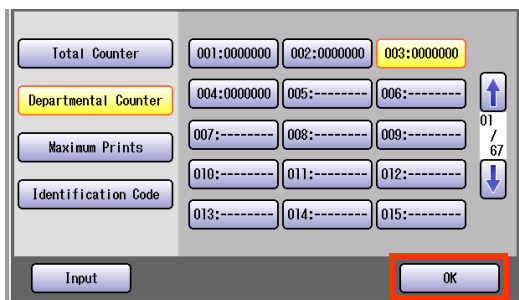 Total Counter
Departmental Counter
Maximum Prints
Identification Code
001:0000000 002:0000000 003:0000000
004:0000000 005:------- 006:-------
007:------- 008:------- 009:-------
010:------- 011:------- 012:-------
013:------- 014:------- 015:-------
01
/
67
Input
OK